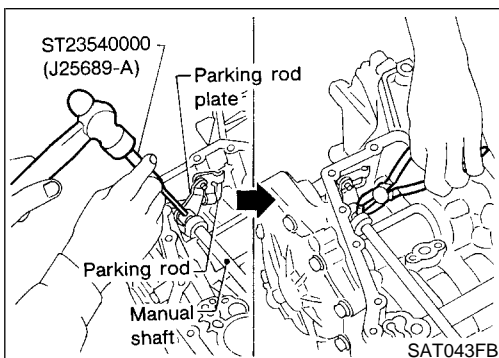 ST23540000
(J25689-A)
Parking rod
plate
Parking rod
Manual
shaft
SAT043FB